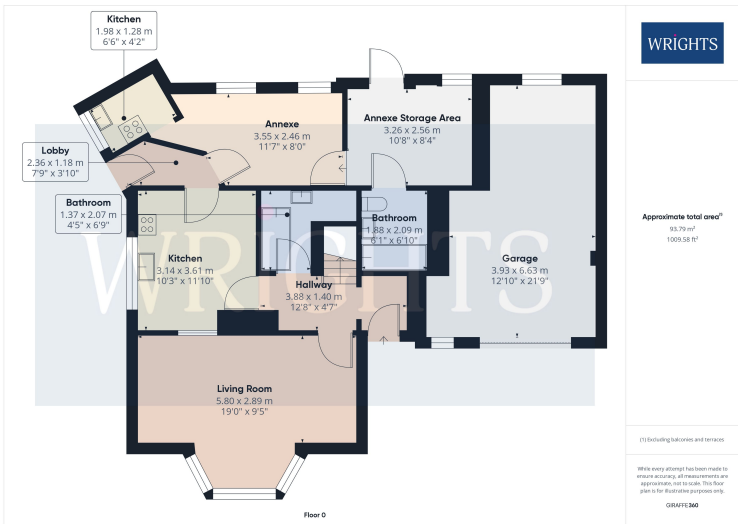 Kitchen
1.98 x 1.28 m
6'6" x 4'2"
Annexe
3.55 x 2.46 m
11'7" x 8'0"
Annexe Storage Area
3.26 x 2.56 m
10'8" x 8'4"
Lobby
2.36 x 1.18 m
7'9" x 3'10"
Bathroom
1.37 x 2.07 m
4'5" x 6'9"
Bathroom
1.88 x 2.09 m
6'1" x 6'10"
Kitchen
3.14 x 3.61 m
10'3" x 11'10"
Hallway
3.88 x 1.40 m
12'8" x 4'7"
Garage
3.93 x 6.63 m
12'10" x 21'9"
WRIGHTS
Living Room
5.80 x 2.89 m
19'0" x 9'5"
Floor 0
WRIGHTS
Approximate total area⁽¹⁾
93.79 m²
1009.58 ft²
(1) Excluding balconies and terraces
While every attempt has been made to
ensure accuracy, all measurements are
approximate, not to scale. This floor
plan is for illustrative purposes only.
GIRAFFE360